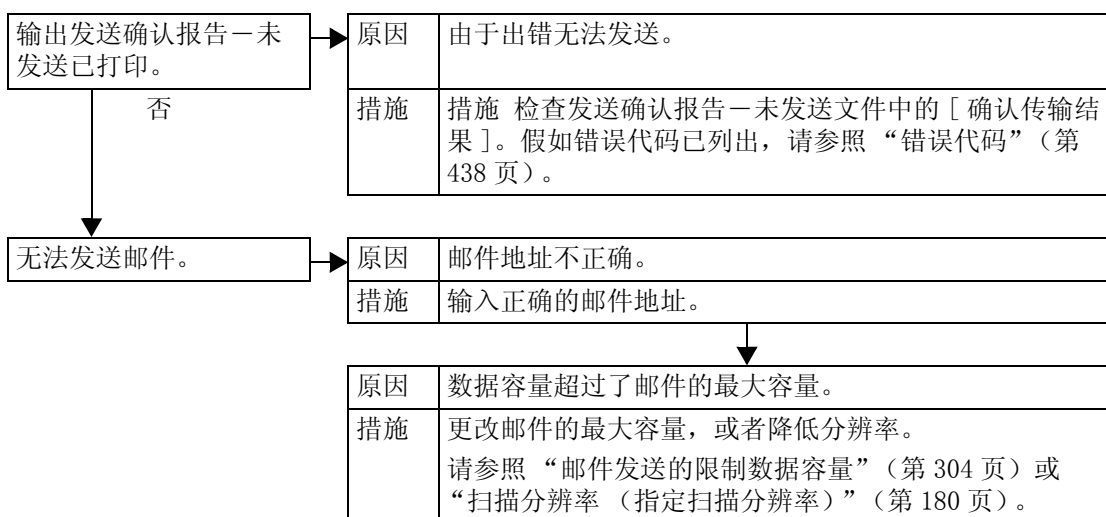 输出发送确认报告－未
发送已打印。
原因 由于出错无法发送。
否
措施 措施 检查发送确认报告－未发送文件中的 [ 确认传输结
果 ]。假如错误代码已列出，请参照 “错误代码”（第
438 页）。
无法发送邮件。
原因 邮件地址不正确。
措施 输入正确的邮件地址。
原因 数据容量超过了邮件的最大容量。
措施 更改邮件的最大容量，或者降低分辨率。
请参照 “邮件发送的限制数据容量”（第 304 页）或
“扫描分辨率 （指定扫描分辨率）”（第 180 页）。